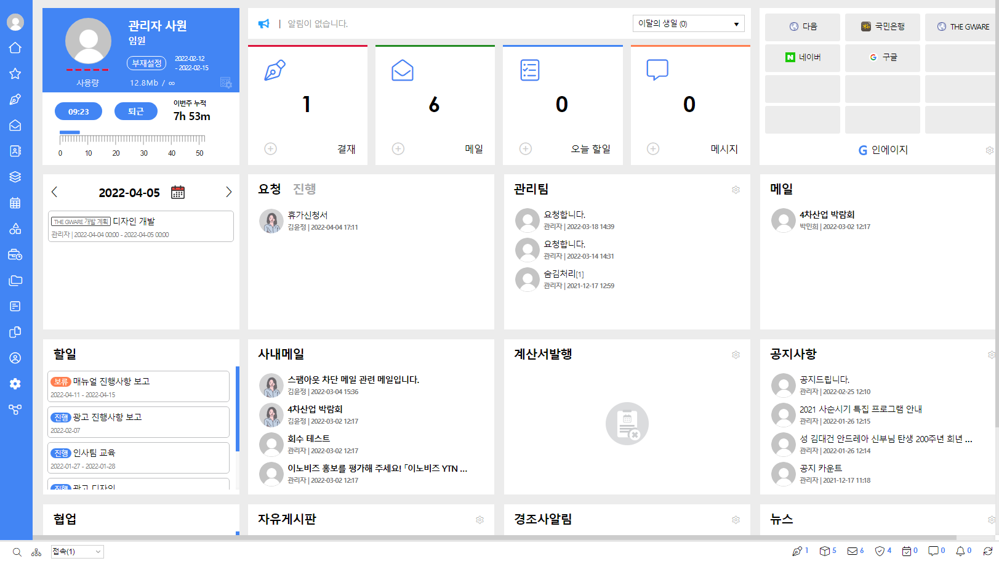 관리자 사원
임원
부재설정
2022-02-12
- 2022-02-15
사용량
12.8Mb / ∞
09:23
퇴근
이번주 누적
7h 53m
0 10 20 30 40 50
알림이 없습니다.
이달의 생일 (0)
1
결재
6
메일
0
오늘 할일
0
메시지
다음
국민은행
THE GWARE
네이버
구글
G 인에이지
2022-04-05
THE GWARE 개발 계획 디자인 개발
관리자 | 2022-04-04 00:00 - 2022-04-05 00:00
요청 진행
휴가신청서
김윤정 | 2022-04-04 17:11
관리팀
요청합니다.
관리자 | 2022-03-18 14:39
요청합니다.
관리자 | 2022-03-14 14:31
숨김처리[1]
관리자 | 2021-12-17 12:59
메일
4차산업 박람회
박민희 | 2022-03-02 12:17
할일
보류 매뉴얼 진행사항 보고
2022-04-11 - 2022-04-15
진행 광고 진행사항 보고
2022-02-07
진행 인사팀 교육
2022-01-27 - 2022-01-28
진행 광고 디자인
사내메일
스팸아웃 차단 메일 관련 메일입니다.
김윤정 | 2022-03-04 15:36
4차산업 박람회
김윤정 | 2022-03-02 12:17
회수 테스트
관리자 | 2022-03-02 12:17
이노비즈 홍보를 평가해 주세요! 「이노비즈 YTN ...
관리자 | 2022-03-02 12:17
계산서발행
공지사항
공지드립니다.
관리자 | 2022-02-25 12:10
2021 사순시기 특집 프로그램 안내
관리자 | 2022-01-26 12:15
성 김대건 안드레아 신부님 탄생 200주년 희년 ...
관리자 | 2022-01-26 12:14
공지 카운트
관리자 | 2021-12-17 11:18
협업
자유게시판
경조사알림
뉴스
접속(1)
1 5 6 4 0 0 0